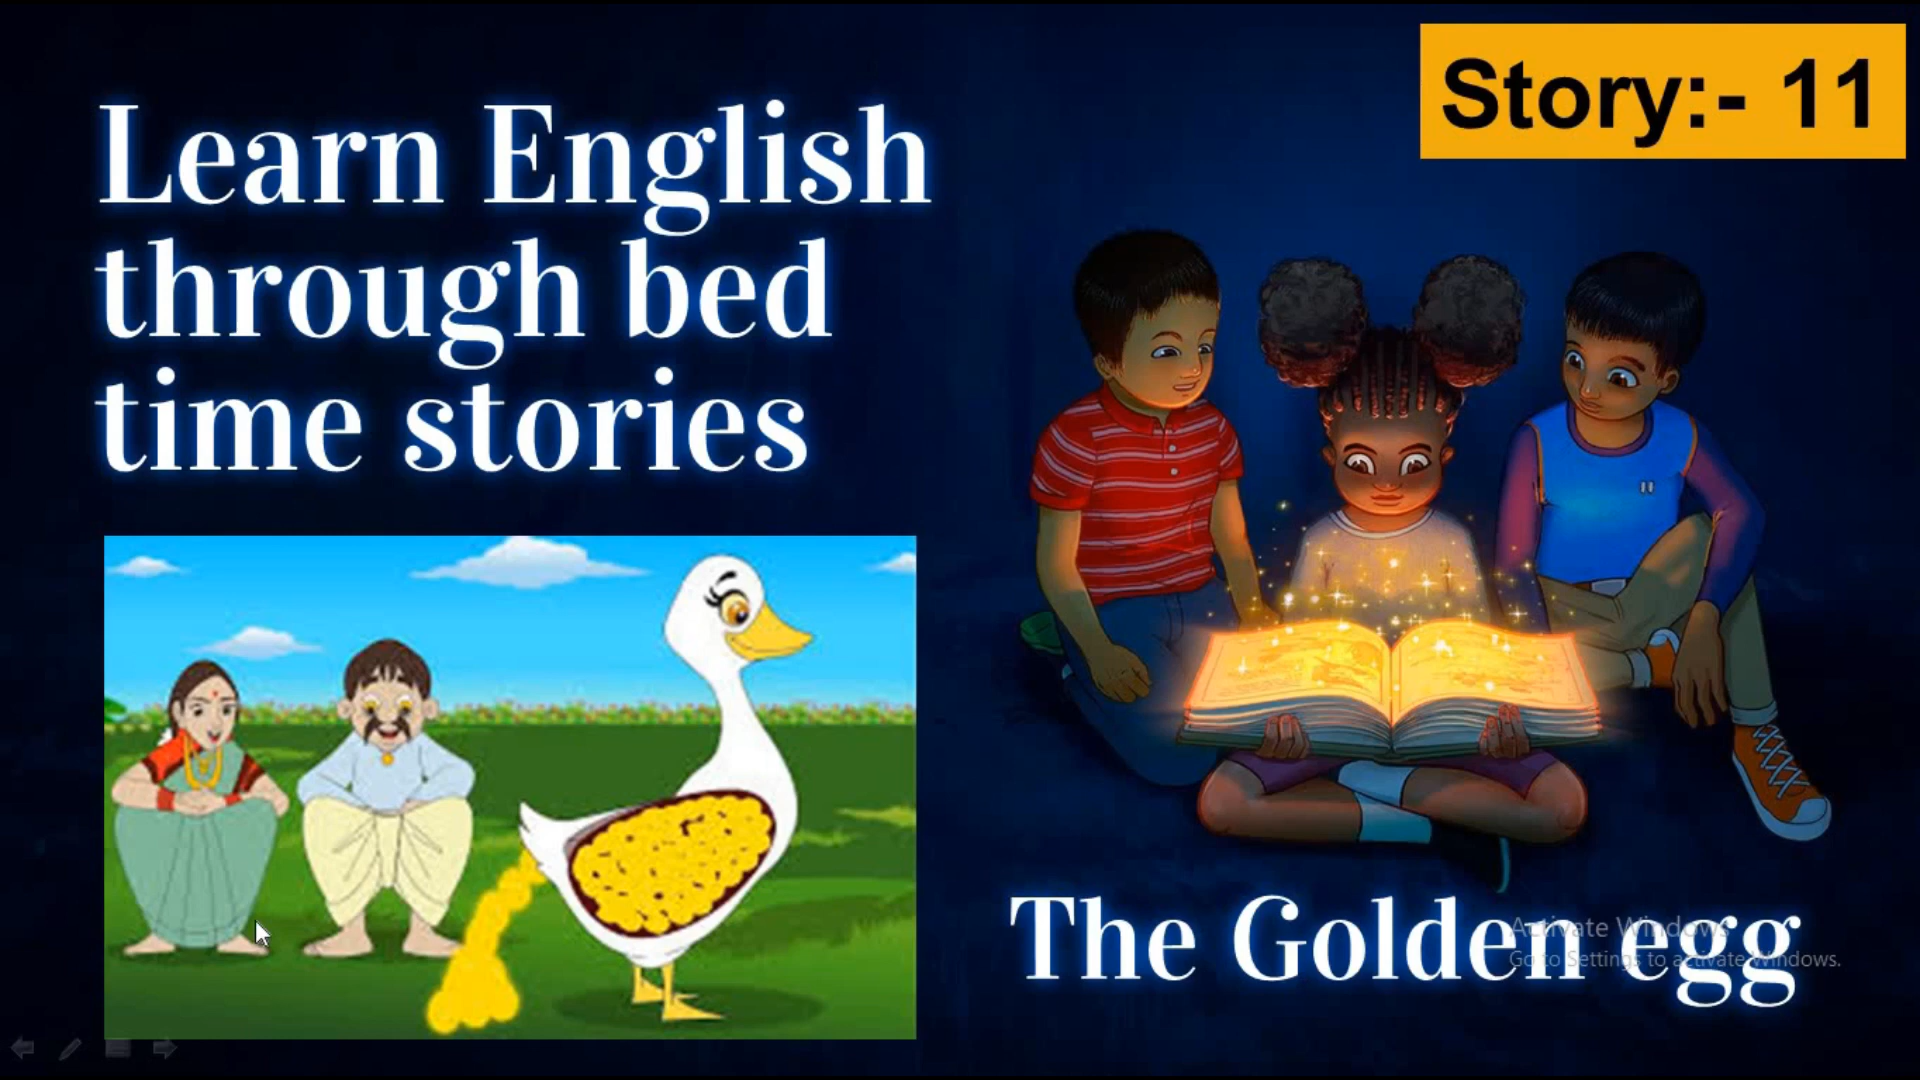 Story:- 11
Learn English
through bed
time stories
The Golden egg
Activate Windows
Go to Settings to activate Windows.